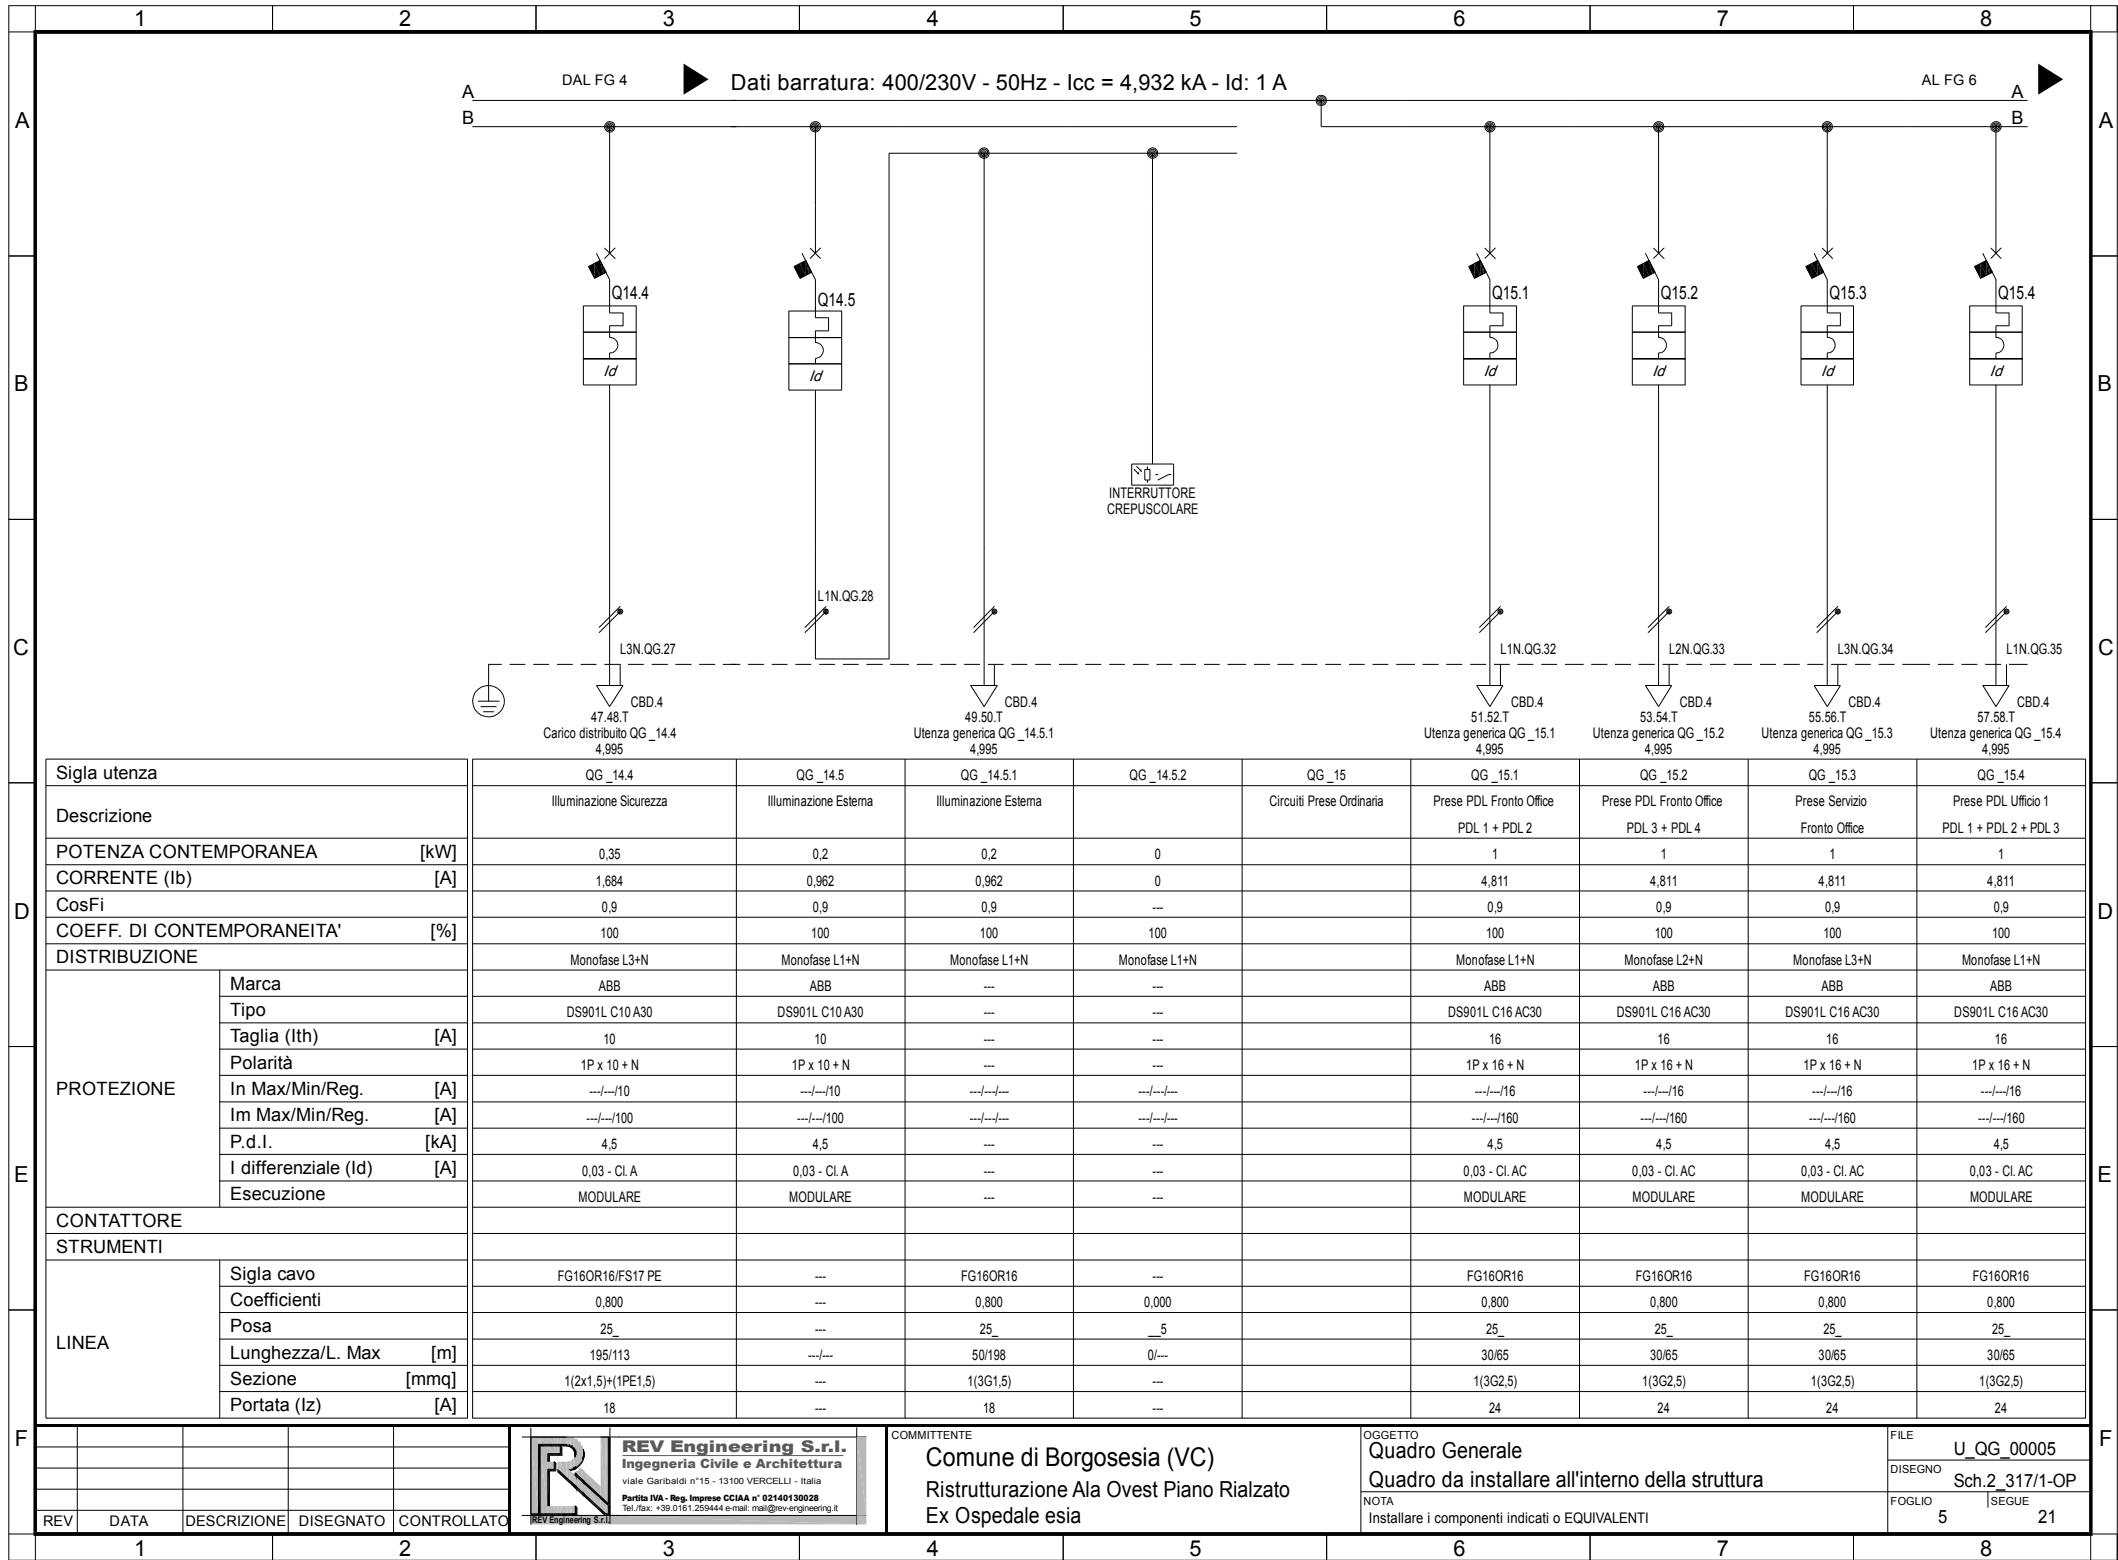 1 2 3 4 5 6 7 8
DAL FG 4 Dati barratura: 400/230V - 50Hz - Icc = 4,932 kA - Id: 1 A AL FG 6
A A
B B
A A
Q14.4 Q14.5 Q15.1 Q15.2 Q15.3 Q15.4
Id Id Id Id Id Id
B B
INTERRUTTORE
CREPUSCOLARE
L1N.QG.28
C C
L3N.QG.27 L1N.QG.32 L2N.QG.33 L3N.QG.34 L1N.QG.35
CBD.4 CBD.4 CBD.4 CBD.4 CBD.4 CBD.4
47.48.T 49.50.T 51.52.T 53.54.T 55.56.T 57.58.T
Carico distribuito QG _14.4 Utenza generica QG _14.5.1 Utenza generica QG _15.1 Utenza generica QG _15.2 Utenza generica QG _15.3 Utenza generica QG _15.4
4,995 4,995 4,995 4,995 4,995 4,995
Sigla utenza QG _14.4 QG _14.5 QG _14.5.1 QG _14.5.2 QG _15 QG _15.1 QG _15.2 QG _15.3 QG _15.4
Descrizione Illuminazione Sicurezza Illuminazione Esterna Illuminazione Esterna Circuiti Prese Ordinaria Prese PDL Fronto Office Prese PDL Fronto Office Prese Servizio Prese PDL Ufficio 1
PDL 1 + PDL 2 PDL 3 + PDL 4 Fronto Office PDL 1 + PDL 2 + PDL 3
POTENZA CONTEMPORANEA [kW] 0,35 0,2 0,2 0 1 1 1 1
CORRENTE (Ib) [A] 1,684 0,962 0,962 0 4,811 4,811 4,811 4,811
CosFi 0,9 0,9 0,9 --- 0,9 0,9 0,9 0,9
COEFF. DI CONTEMPORANEITA' [%] 100 100 100 100 100 100 100 100
D D
DISTRIBUZIONE Monofase L3+N Monofase L1+N Monofase L1+N Monofase L1+N Monofase L1+N Monofase L2+N Monofase L3+N Monofase L1+N
PROTEZIONE
Marca ABB ABB --- --- ABB ABB ABB ABB
Tipo DS901L C10 A30 DS901L C10 A30 --- --- DS901L C16 AC30 DS901L C16 AC30 DS901L C16 AC30 DS901L C16 AC30
Taglia (Ith) [A] 10 10 --- --- 16 16 16 16
Polarità 1P x 10 + N 1P x 10 + N --- --- 1P x 16 + N 1P x 16 + N 1P x 16 + N 1P x 16 + N
In Max/Min/Reg. [A] ---/---/10 ---/---/10 ---/---/--- ---/---/--- ---/---/16 ---/---/16 ---/---/16 ---/---/16
Im Max/Min/Reg. [A] ---/---/100 ---/---/100 ---/---/--- ---/---/--- ---/---/160 ---/---/160 ---/---/160 ---/---/160
P.d.I. [kA] 4,5 4,5 --- --- 4,5 4,5 4,5 4,5
I differenziale (Id) [A] 0,03 - Cl. A 0,03 - Cl. A --- --- 0,03 - Cl. AC 0,03 - Cl. AC 0,03 - Cl. AC 0,03 - Cl. AC
E E
Esecuzione MODULARE MODULARE --- --- MODULARE MODULARE MODULARE MODULARE
CONTATTORE
STRUMENTI
LINEA
Sigla cavo FG16OR16/FS17 PE --- FG16OR16 --- FG16OR16 FG16OR16 FG16OR16 FG16OR16
Coefficienti 0,800 --- 0,800 0,000 0,800 0,800 0,800 0,800
Posa 25_ --- 25_ __5 25_ 25_ 25_ 25_
Lunghezza/L. Max [m] 195/113 ---/--- 50/198 0/--- 30/65 30/65 30/65 30/65
Sezione [mmq] 1(2x1,5)+(1PE1,5) --- 1(3G1,5) --- 1(3G2,5) 1(3G2,5) 1(3G2,5) 1(3G2,5)
Portata (Iz) [A] 18 --- 18 --- 24 24 24 24
F F
REV DATA DESCRIZIONE DISEGNATO CONTROLLATO
REV Engineering S.r.l.
REV Engineering S.r.l.
Ingegneria Civile e Architettura
viale Garibaldi n°15 - 13100 VERCELLI - Italia
Partita IVA - Reg. Imprese CCIAA n° 02140130028
Tel./fax: +39.0161.259444 e-mail: mail@rev-engineering.it
COMMITTENTE
Comune di Borgosesia (VC)
Ristrutturazione Ala Ovest Piano Rialzato
Ex Ospedale esia
OGGETTO
Quadro Generale
Quadro da installare all'interno della struttura
NOTA
Installare i componenti indicati o EQUIVALENTI
FILE
U_QG_00005
DISEGNO
Sch.2_317/1-OP
FOGLIO SEGUE
5 21
1 2 3 4 5 6 7 8